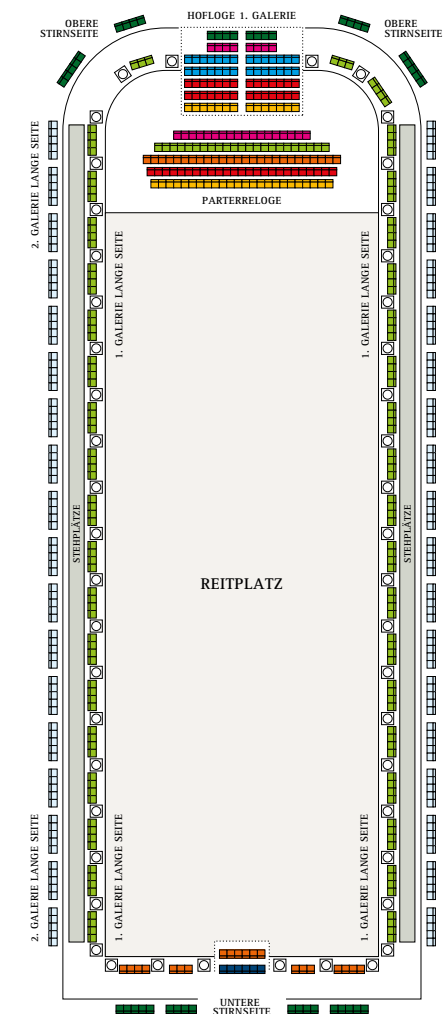 HOFLOGE 1. GALERIE
OBERE
STIRNSEITE
OBERE
STIRNSEITE
2. GALERIE LANGE SEITE
PARTERRELOGE
1. GALERIE LANGE SEITE
1. GALERIE LANGE SEITE
STEHPLÄTZE
STEHPLÄTZE
REITPLATZ
2. GALERIE LANGE SEITE
1. GALERIE LANGE SEITE
1. GALERIE LANGE SEITE
UNTERE
STIRNSEITE